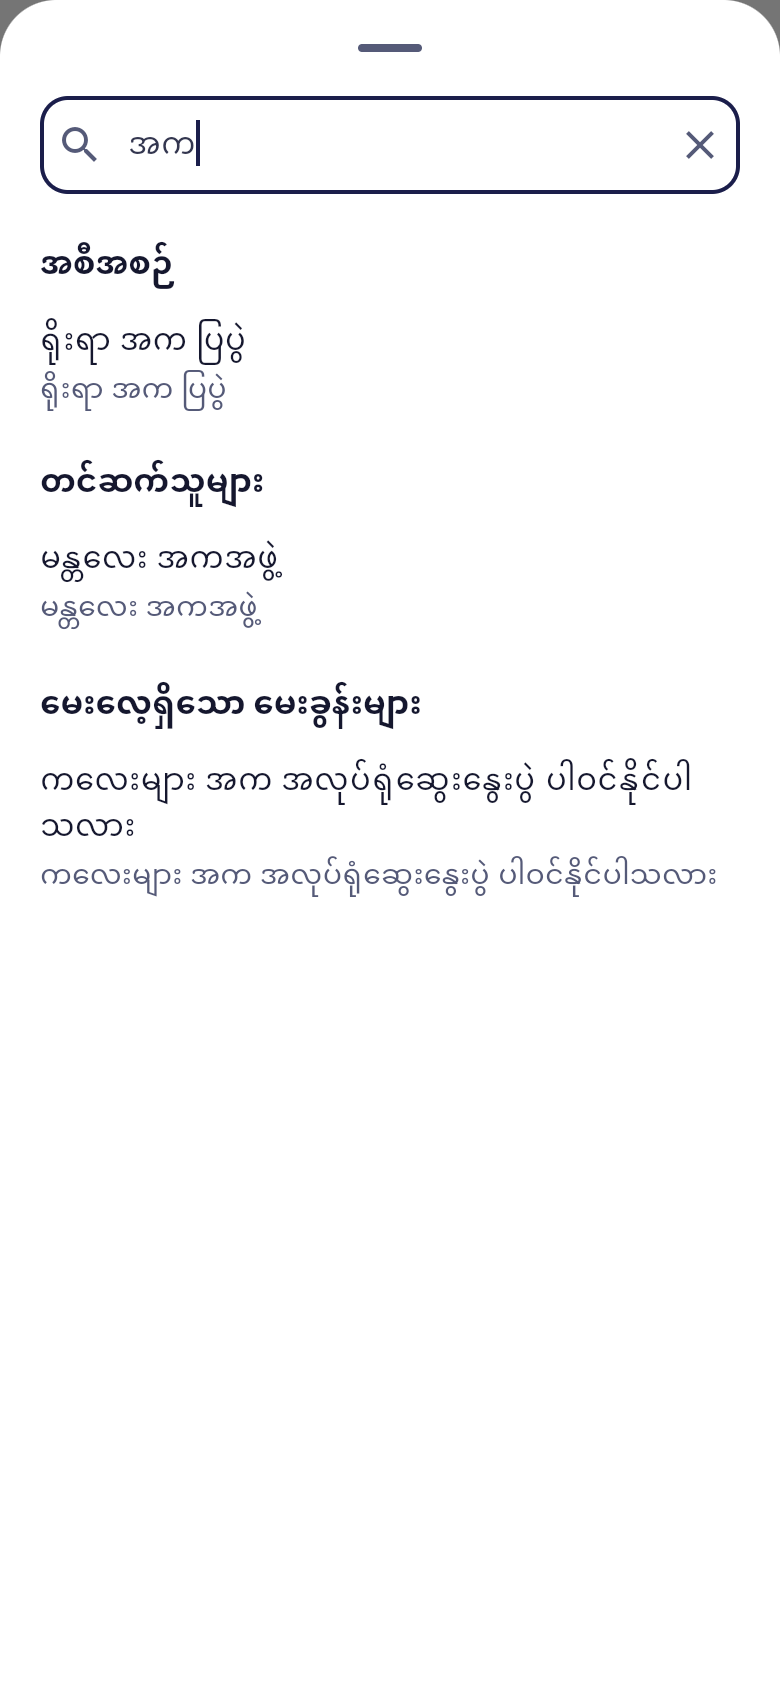 အက
အစီအစဉ်
ရိုးရာ အက ပြပွဲ
ရိုးရာ အက ပြပွဲ
တင်ဆက်သူများ
မန္တလေး အကအဖွဲ့
မန္တလေး အကအဖွဲ့
မေးလေ့ရှိသော မေးခွန်းများ
ကလေးများ အက အလုပ်ရုံဆွေးနွေးပွဲ ပါဝင်နိုင်ပါ
သလား
ကလေးများ အက အလုပ်ရုံဆွေးနွေးပွဲ ပါဝင်နိုင်ပါသလား